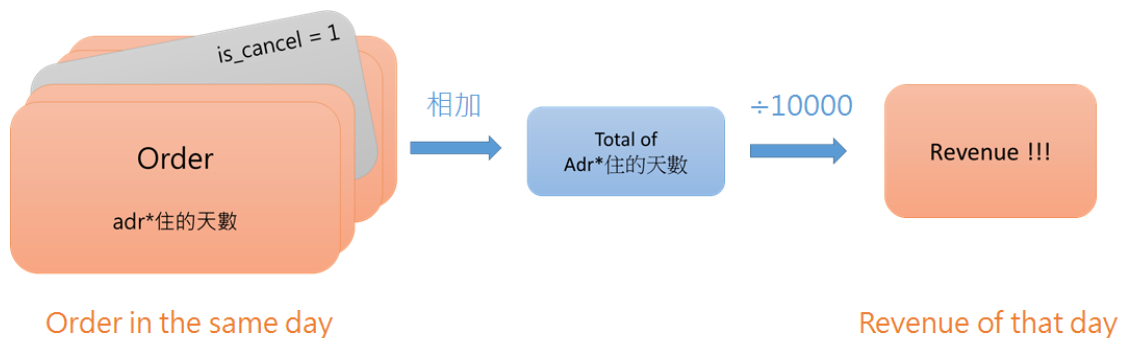 is_cancel = 1
Order
adr*住的天數
相加
Total of
Adr*住的天數
÷10000
Revenue !!!
Order in the same day
Revenue of that day